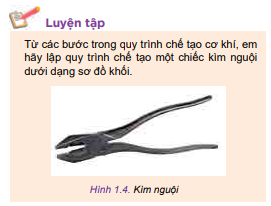 Luyện tập
Từ các bước trong quy trình chế tạo cơ khí, em
hãy lập quy trình chế tạo một chiếc kìm nguội
dưới dạng sơ đồ khối.
Hình 1.4. Kìm nguội